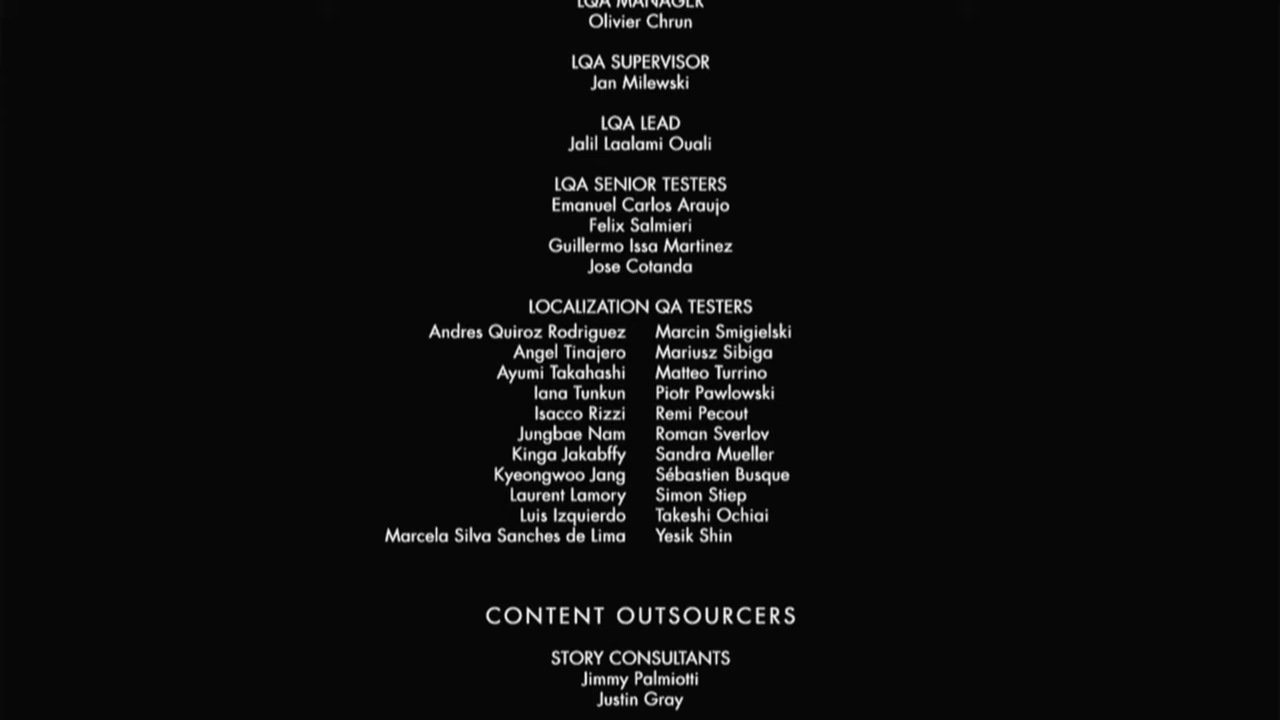 LQA MANAGER
Olivier Chrun
LQA SUPERVISOR
Jan Milewski
LQA LEAD
Jalil Laalami Ouali
LQA SENIOR TESTERS
Emanuel Carlos Araujo
Felix Salmieri
Guillermo Issa Martinez
Jose Cotanda
LOCALIZATION QA TESTERS
Andres Quiroz Rodriguez Marcin Smigielski
Angel Tinajero Mariusz Sibiga
Ayumi Takahashi Matteo Turrino
Iana Tunkun Piotr Pawlowski
Isacco Rizzi Remi Pecout
Jungbae Nam Roman Sverlov
Kinga Jakabffy Sandra Mueller
Kyeongwoo Jang Sébastien Busque
Laurent Lamory Simon Stiep
Luis Izquierdo Takeshi Ochiai
Marcela Silva Sanches de Lima Yesik Shin
CONTENT OUTSOURCERS
STORY CONSULTANTS
Jimmy Palmiotti
Justin Gray